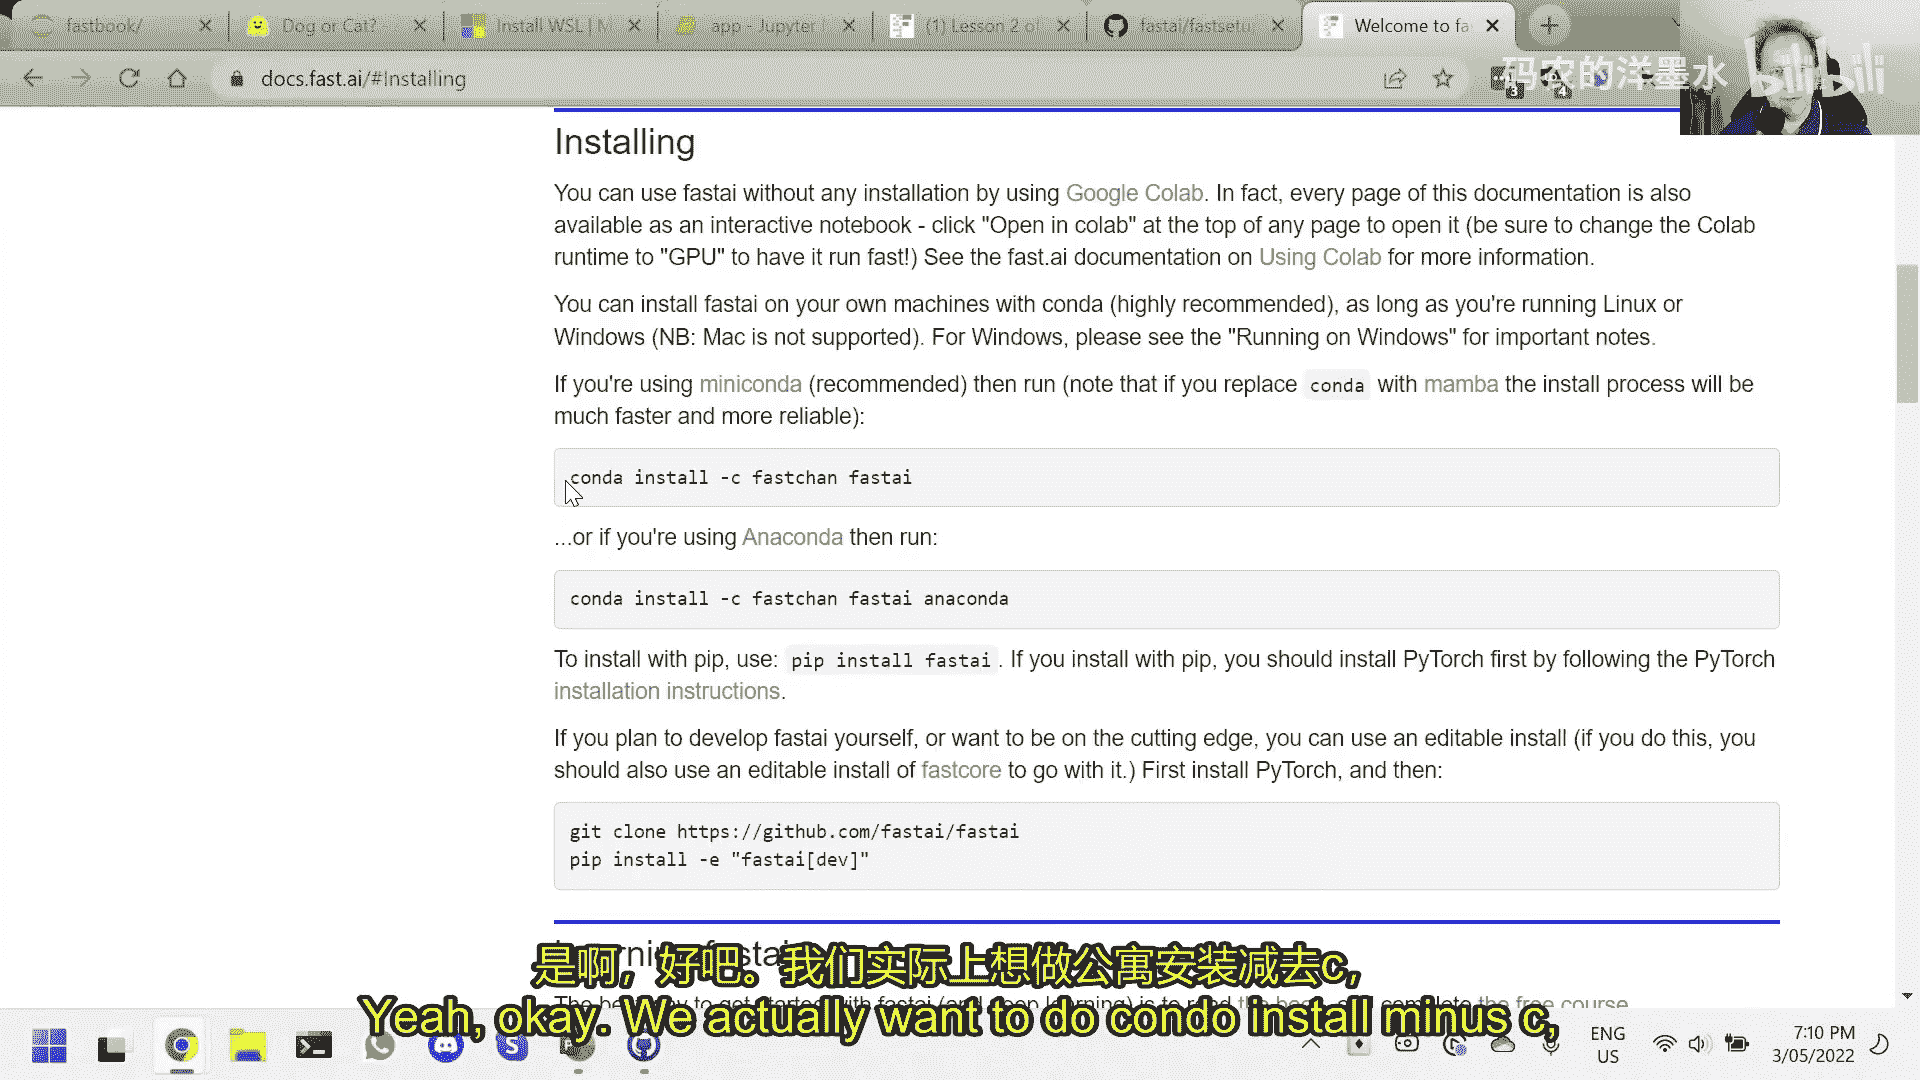 fastbook/
Dog or Cat? -
Install WSL | M
app - Jupyter
(1) Lesson 2 of
fastai/fastsetu
Welcome to fa
docs.fast.ai/#Installing
码农的洋墨水 bilibili
Installing
You can use fastai without any installation by using Google Colab. In fact, every page of this documentation is also
available as an interactive notebook - click "Open in colab" at the top of any page to open it (be sure to change the Colab
runtime to "GPU" to have it run fast!) See the fast.ai documentation on Using Colab for more information.
You can install fastai on your own machines with conda (highly recommended), as long as you're running Linux or
Windows (NB: Mac is not supported). For Windows, please see the "Running on Windows" for important notes.
If you're using miniconda (recommended) then run (note that if you replace conda with mamba the install process will be
much faster and more reliable):
conda install -c fastchan fastai
...or if you're using Anaconda then run:
conda install -c fastchan fastai anaconda
To install with pip, use: pip install fastai. If you install with pip, you should install PyTorch first by following the PyTorch
installation instructions.
If you plan to develop fastai yourself, or want to be on the cutting edge, you can use an editable install (if you do this, you
should also use an editable install of fastcore to go with it.) First install PyTorch, and then:
git clone https://github.com/fastai/fastai
pip install -e "fastai[dev]"
是啊，好吧。我们实际上想做公寓安装减去c，
Yeah, okay. We actually want to do condo install minus c,
ENG
US
7:10 PM
3/05/2022